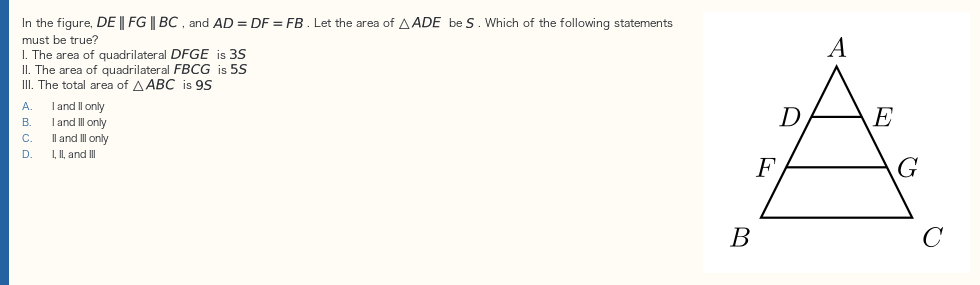 In the figure, DE ∥ FG ∥ BC , and AD = DF = FB . Let the area of △ADE be S . Which of the following statements
must be true?
I. The area of quadrilateral DFGE is 3S
II. The area of quadrilateral FBCG is 5S
III. The total area of △ABC is 9S
A. I and II only
B. I and III only
C. II and III only
D. I, II, and III
A
D E
F G
B C